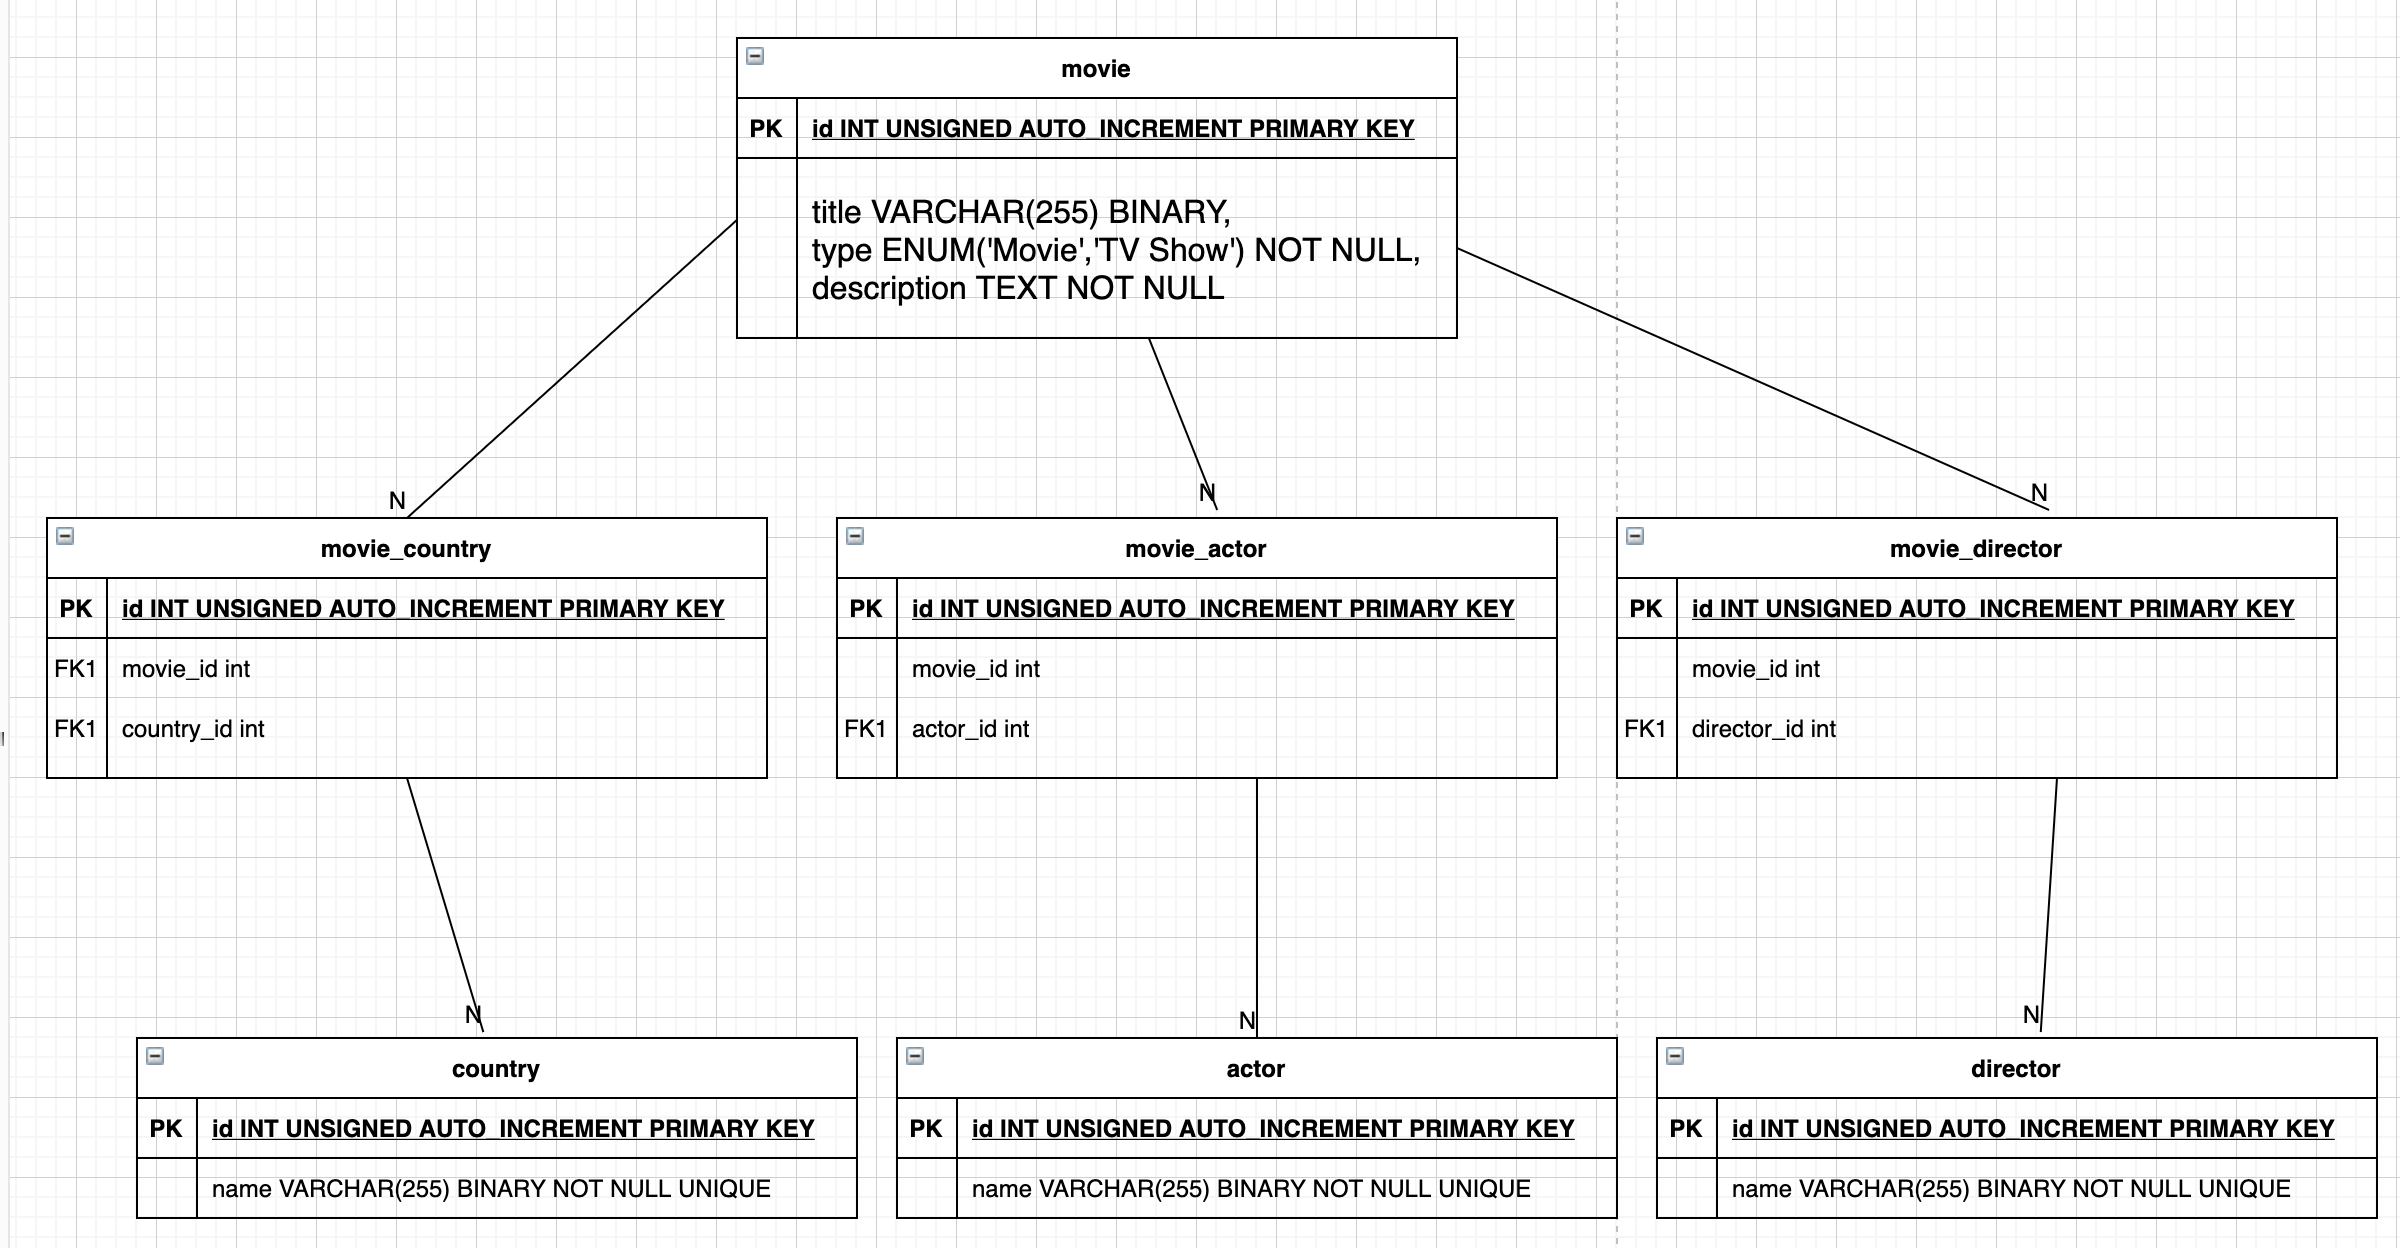 movie
PK id INT UNSIGNED AUTO_INCREMENT PRIMARY KEY
title VARCHAR(255) BINARY,
type ENUM('Movie','TV Show') NOT NULL,
description TEXT NOT NULL
N
N
N
movie_country
PK id INT UNSIGNED AUTO_INCREMENT PRIMARY KEY
FK1 movie_id int
FK1 country_id int
movie_actor
PK id INT UNSIGNED AUTO_INCREMENT PRIMARY KEY
movie_id int
FK1 actor_id int
movie_director
PK id INT UNSIGNED AUTO_INCREMENT PRIMARY KEY
movie_id int
FK1 director_id int
N
N
N
country
PK id INT UNSIGNED AUTO_INCREMENT PRIMARY KEY
name VARCHAR(255) BINARY NOT NULL UNIQUE
actor
PK id INT UNSIGNED AUTO_INCREMENT PRIMARY KEY
name VARCHAR(255) BINARY NOT NULL UNIQUE
director
PK id INT UNSIGNED AUTO_INCREMENT PRIMARY KEY
name VARCHAR(255) BINARY NOT NULL UNIQUE